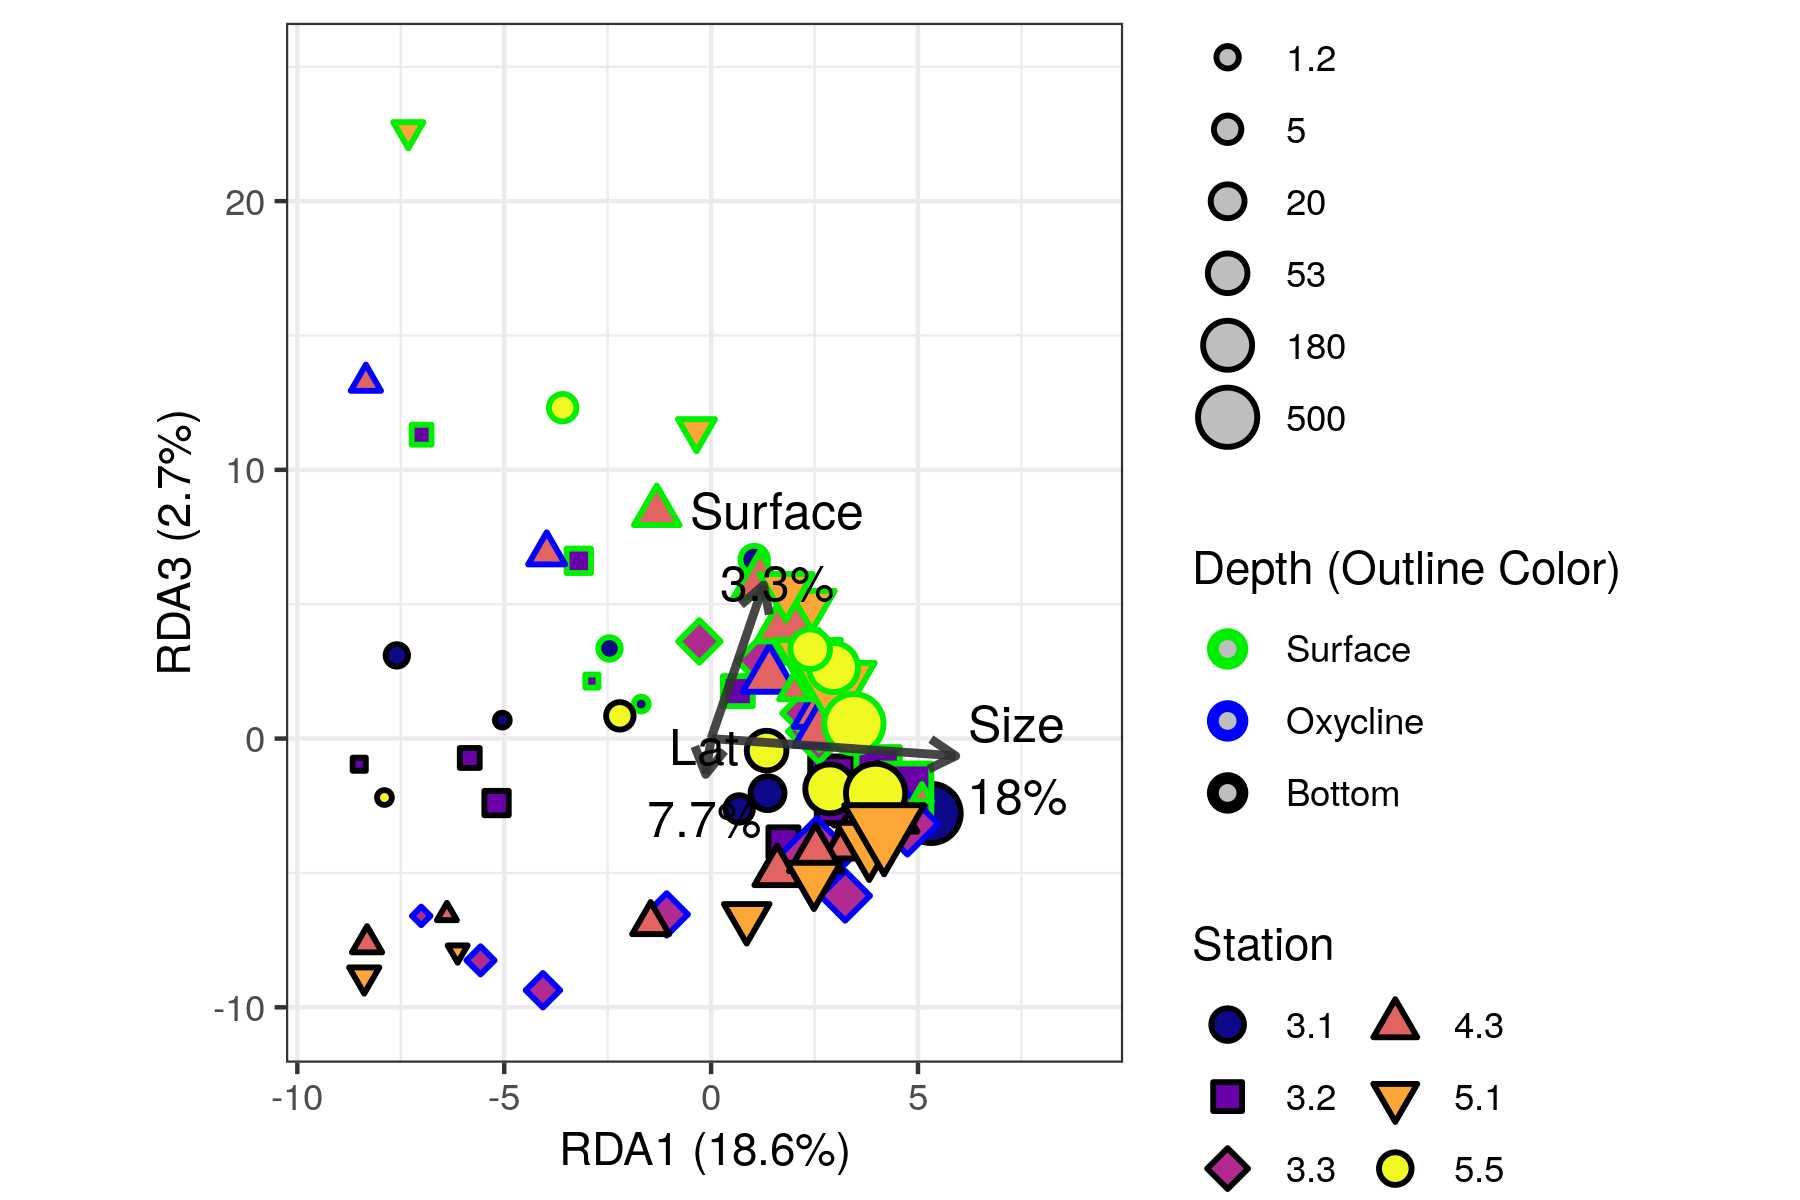 20
10
0
-10
-10
-5
0
5
RDA3 (2.7%)
RDA1 (18.6%)
Surface
3.3%
Lat
7.7%
Size
18%
1.2
5
20
53
180
500
Depth (Outline Color)
Surface
Oxycline
Bottom
Station
3.1
4.3
3.2
5.1
3.3
5.5